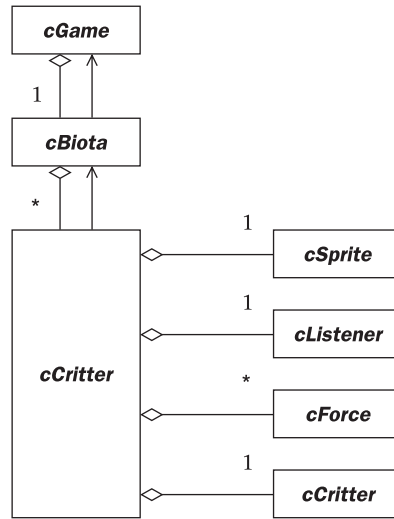 cGame
1
cBiota
*
1
cSprite
1
cListener
cCritter
*
cForce
1
cCritter